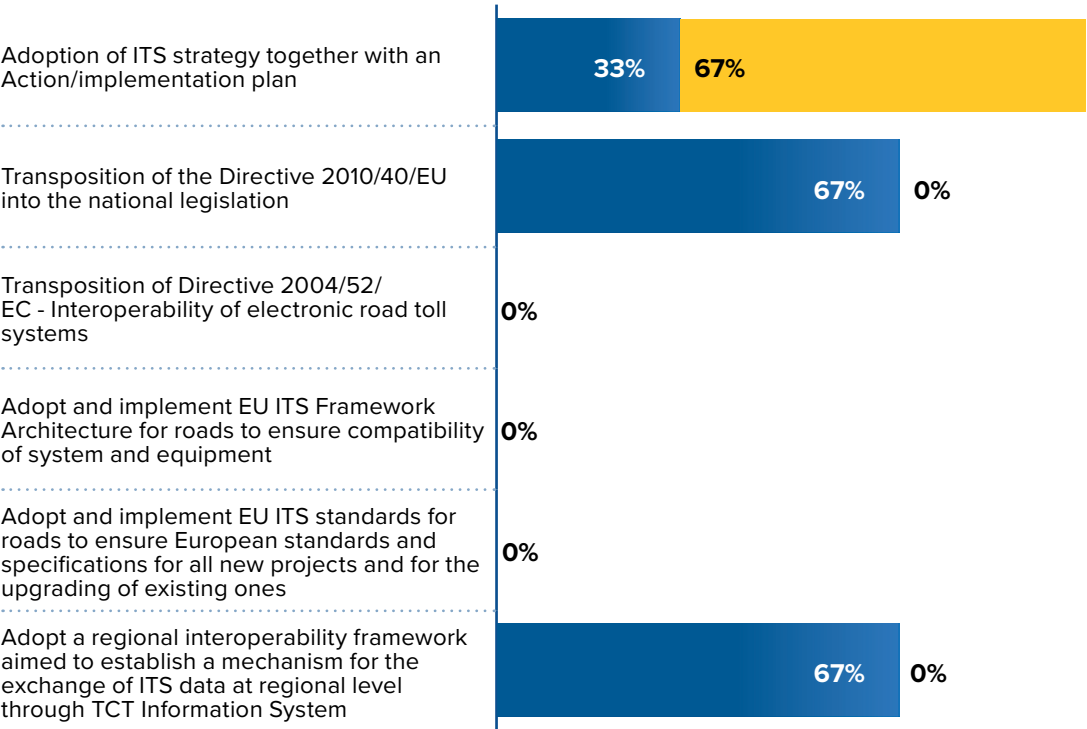 Adoption of ITS strategy together with an
Action/implementation plan
33% 67%
Transposition of the Directive 2010/40/EU
into the national legislation
67% 0%
Transposition of Directive 2004/52/
EC - Interoperability of electronic road toll
systems
0%
Adopt and implement EU ITS Framework
Architecture for roads to ensure compatibility
of system and equipment
0%
Adopt and implement EU ITS standards for
roads to ensure European standards and
specifications for all new projects and for the
upgrading of existing ones
0%
Adopt a regional interoperability framework
aimed to establish a mechanism for the
exchange of ITS data at regional level
through TCT Information System
67% 0%